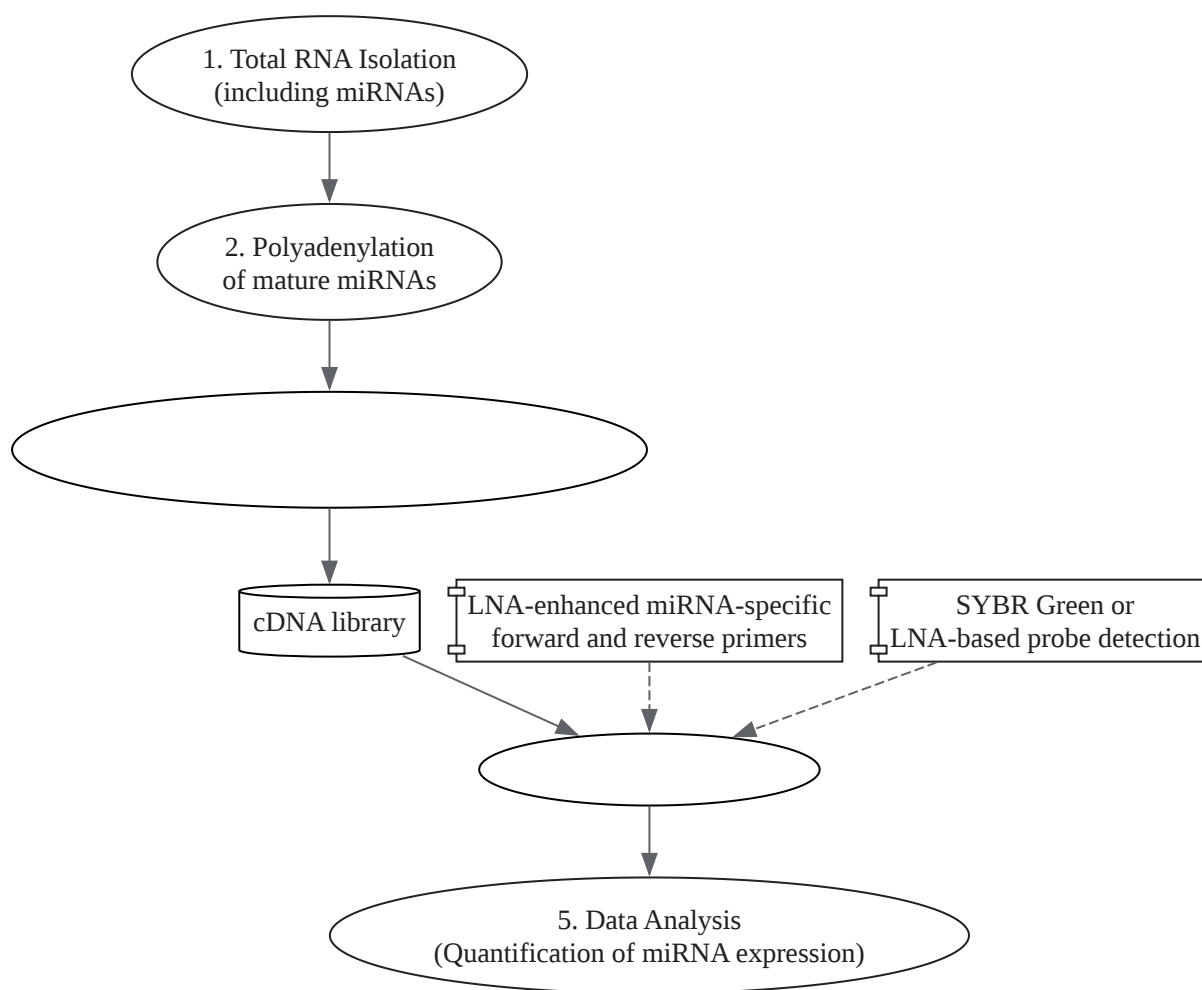 1. Total RNA Isolation
(including miRNAs)
2. Polyadenylation
of mature miRNAs
cDNA library
LNA-enhanced miRNA-specific
forward and reverse primers
SYBR Green or
LNA-based probe detection
5. Data Analysis
(Quantification of miRNA expression)